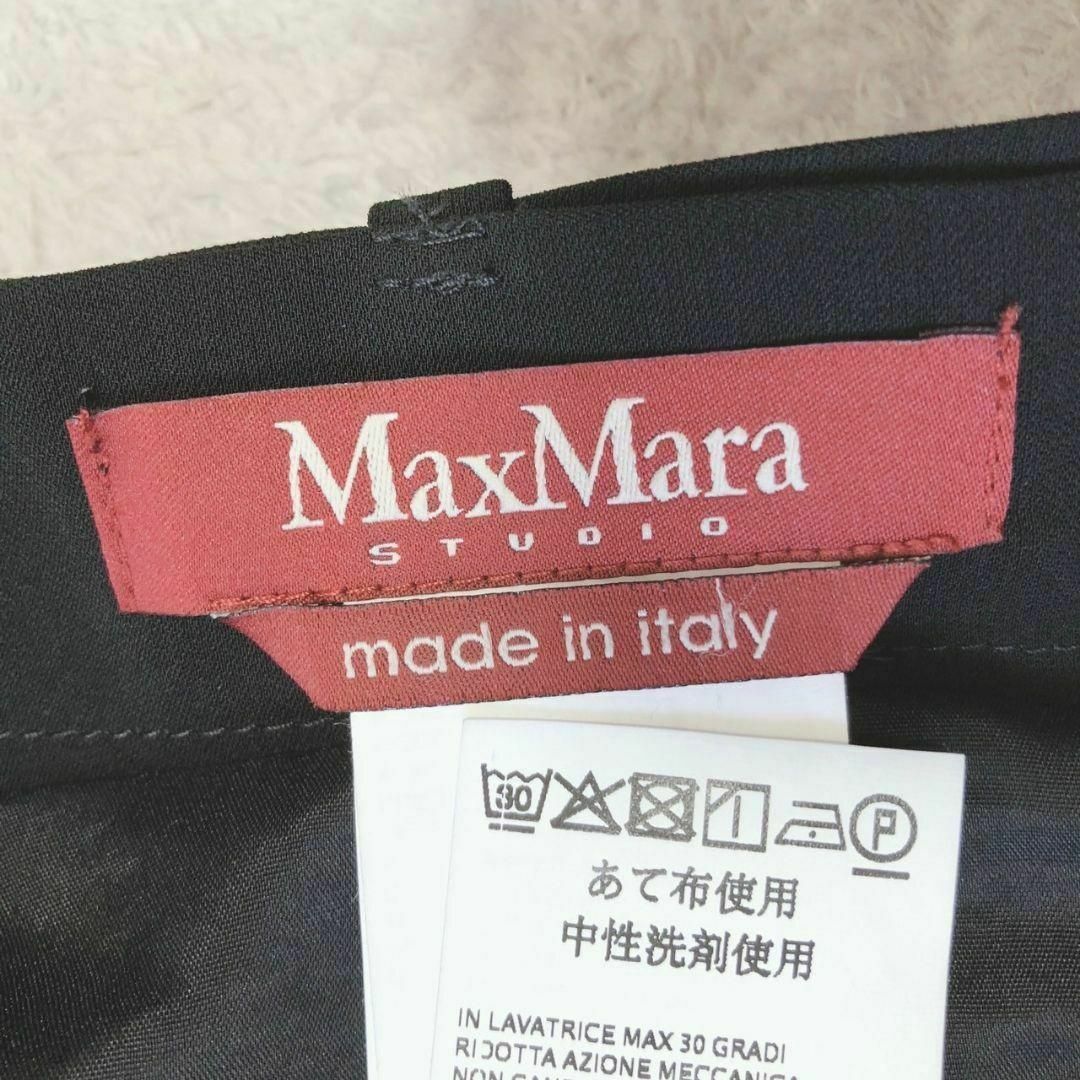 MaxMara
STUDIO
made in italy
30 P
あて布使用
中性洗剤使用
IN LAVATRICE MAX 30 GRADI
RIDOTTA AZIONE MECCANICA